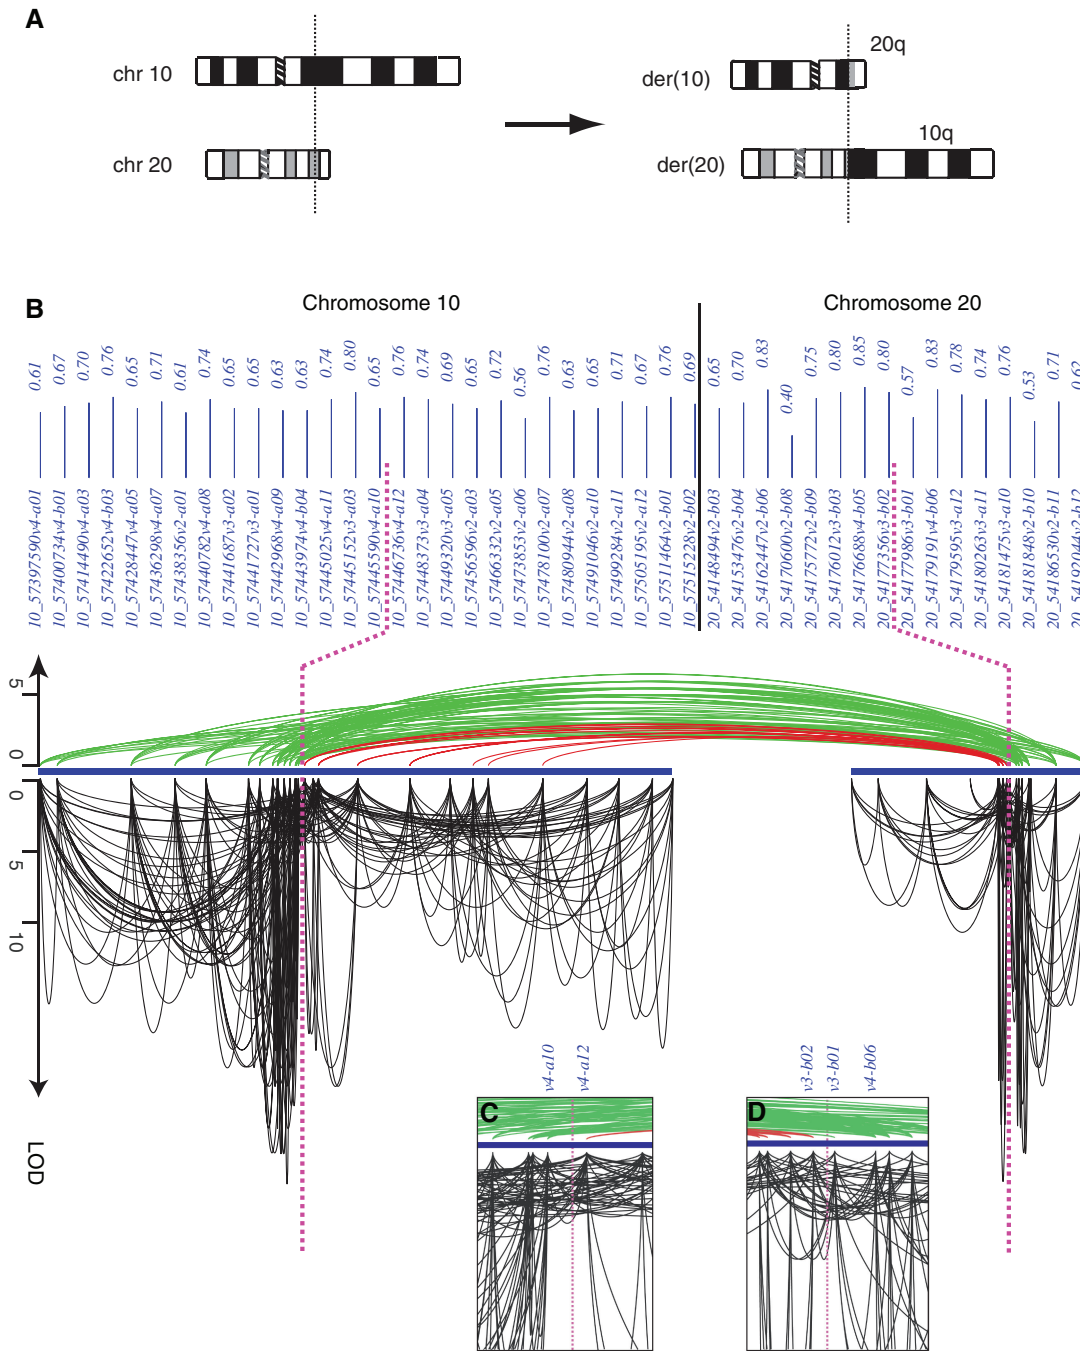 A
chr 10
chr 20
20q
der(10)
10q
der(20)
B
Chromosome 10
Chromosome 20
0.61
0.67
0.70
0.76
0.65
0.71
0.61
0.74
0.65
0.65
0.63
0.63
0.74
0.80
0.65
0.76
0.74
0.69
0.65
0.72
0.56
0.76
0.63
0.65
0.71
0.67
0.76
0.69
0.65
0.70
0.83
0.40
0.75
0.80
0.85
0.80
0.57
0.83
0.78
0.74
0.76
0.53
0.71
0.62
10_57397590v4-a01
10_57400734v4-b01
10_57414490v4-a03
10_57422652v4-b03
10_57428447v4-a05
10_57436298v4-a07
10_57438356v2-a01
10_57440782v4-a08
10_57441687v3-a02
10_57441727v3-a01
10_57442968v4-a09
10_57443974v4-b04
10_57445025v4-a11
10_57445152v3-a03
10_57445590v4-a10
10_57446736v4-a12
10_57448373v3-a04
10_57449320v3-a05
10_57456596v2-a03
10_57466332v2-a05
10_57473853v2-a06
10_57478100v2-a07
10_57480944v2-a08
10_57491046v2-a10
10_57499284v2-a11
10_57505195v2-a12
10_57511464v2-b01
10_57515228v2-b02
20_54148494v2-b03
20_54153476v2-b04
20_54162447v2-b06
20_54170600v2-b08
20_54175772v2-b09
20_54176012v3-b03
20_54176688v4-b05
20_54177356v3-b02
20_54177986v3-b01
20_54179191v4-b06
20_54179595v3-a12
20_54180263v3-a11
20_54181475v3-a10
20_54181848v2-b10
20_54186530v2-b11
20_54192044v2-b12
5
0
0
5
10
LOD
v4-a10
v4-a12
v3-b02
v3-b01
v4-b06
C
D